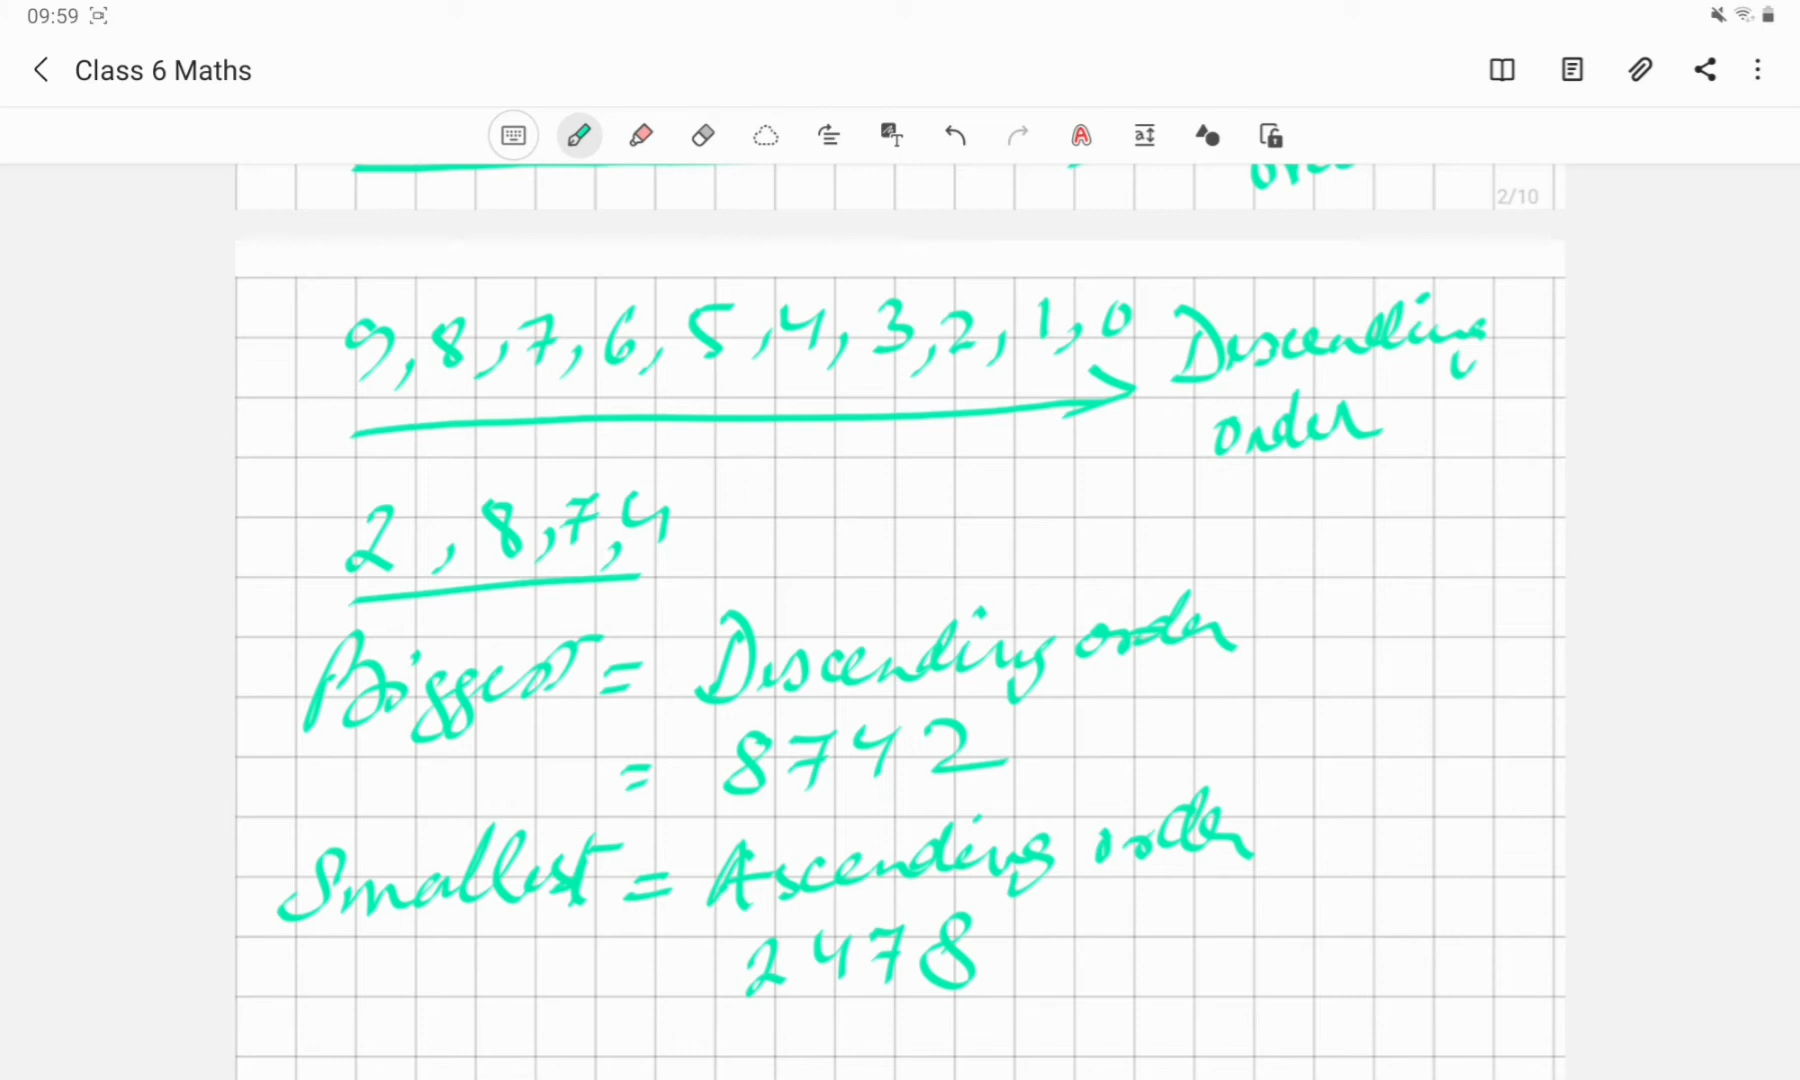 09:59
Class 6 Maths
2/10
9, 8, 7, 6, 5, 4, 3, 2, 1, 0 Descending
order
2, 8, 7, 4
Biggest = Descending order
= 8742
Smallest = Ascending order
2478